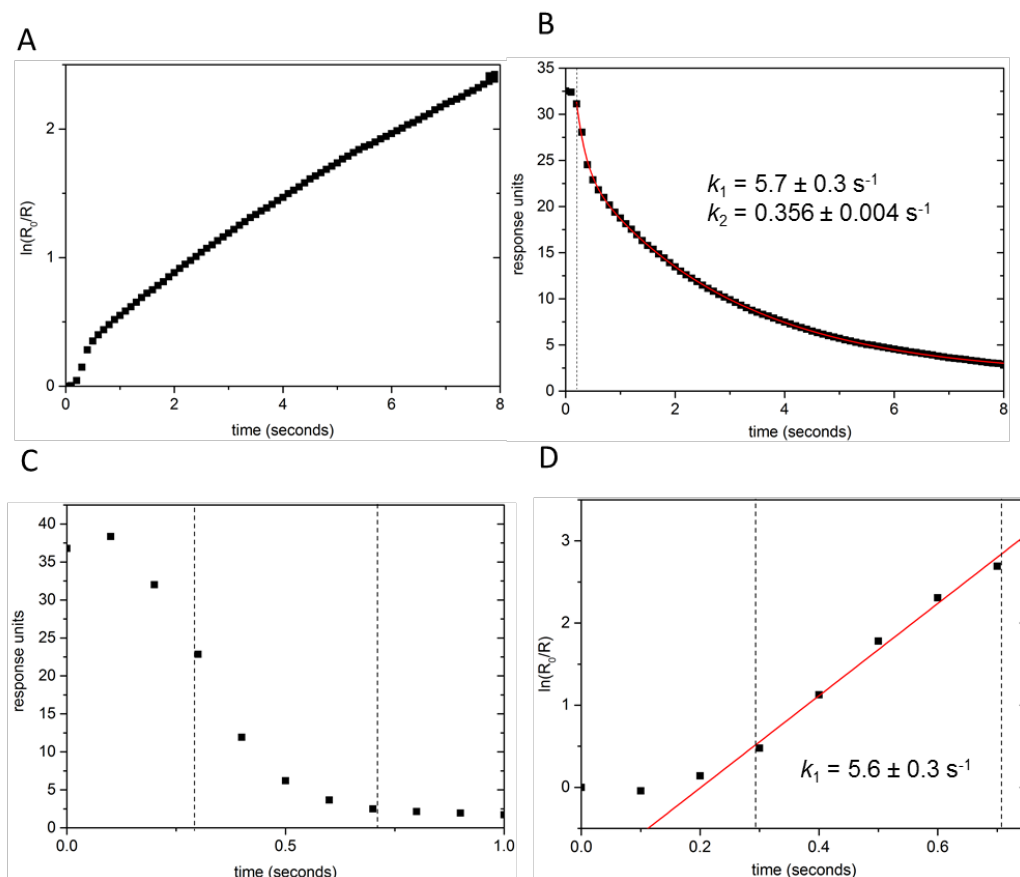 A
ln(R₀/R)
2
1
0
0
2
4
6
8
time (seconds)
B
response units
35
30
25
20
15
10
5
0
k₁ = 5.7 ± 0.3 s⁻¹
k₂ = 0.356 ± 0.004 s⁻¹
0
2
4
6
8
time (seconds)
C
response units
40
35
30
25
20
15
10
5
0
0.0
0.5
1.0
time (seconds)
D
ln(R₀/R)
3
2
1
0
k₁ = 5.6 ± 0.3 s⁻¹
0.0
0.2
0.4
0.6
time (seconds)